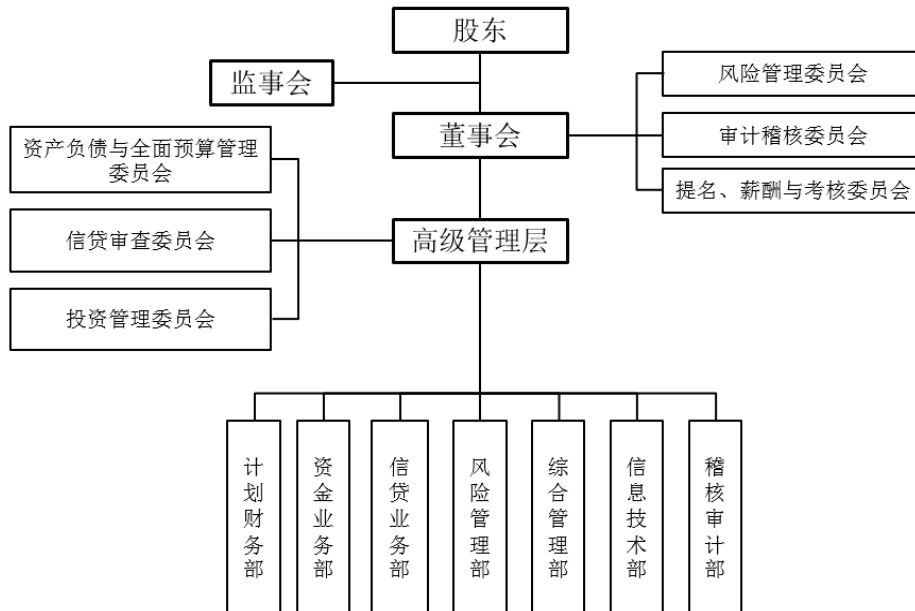 股东
监事会
风险管理委员会
董事会
审计稽核委员会
资产负债与全面预算管理
委员会
提名、薪酬与考核委员会
信贷审查委员会
高级管理层
投资管理委员会
计划财务部
资金业务部
信贷业务部
风险管理部
综合管理部
信息技术部
稽核审计部